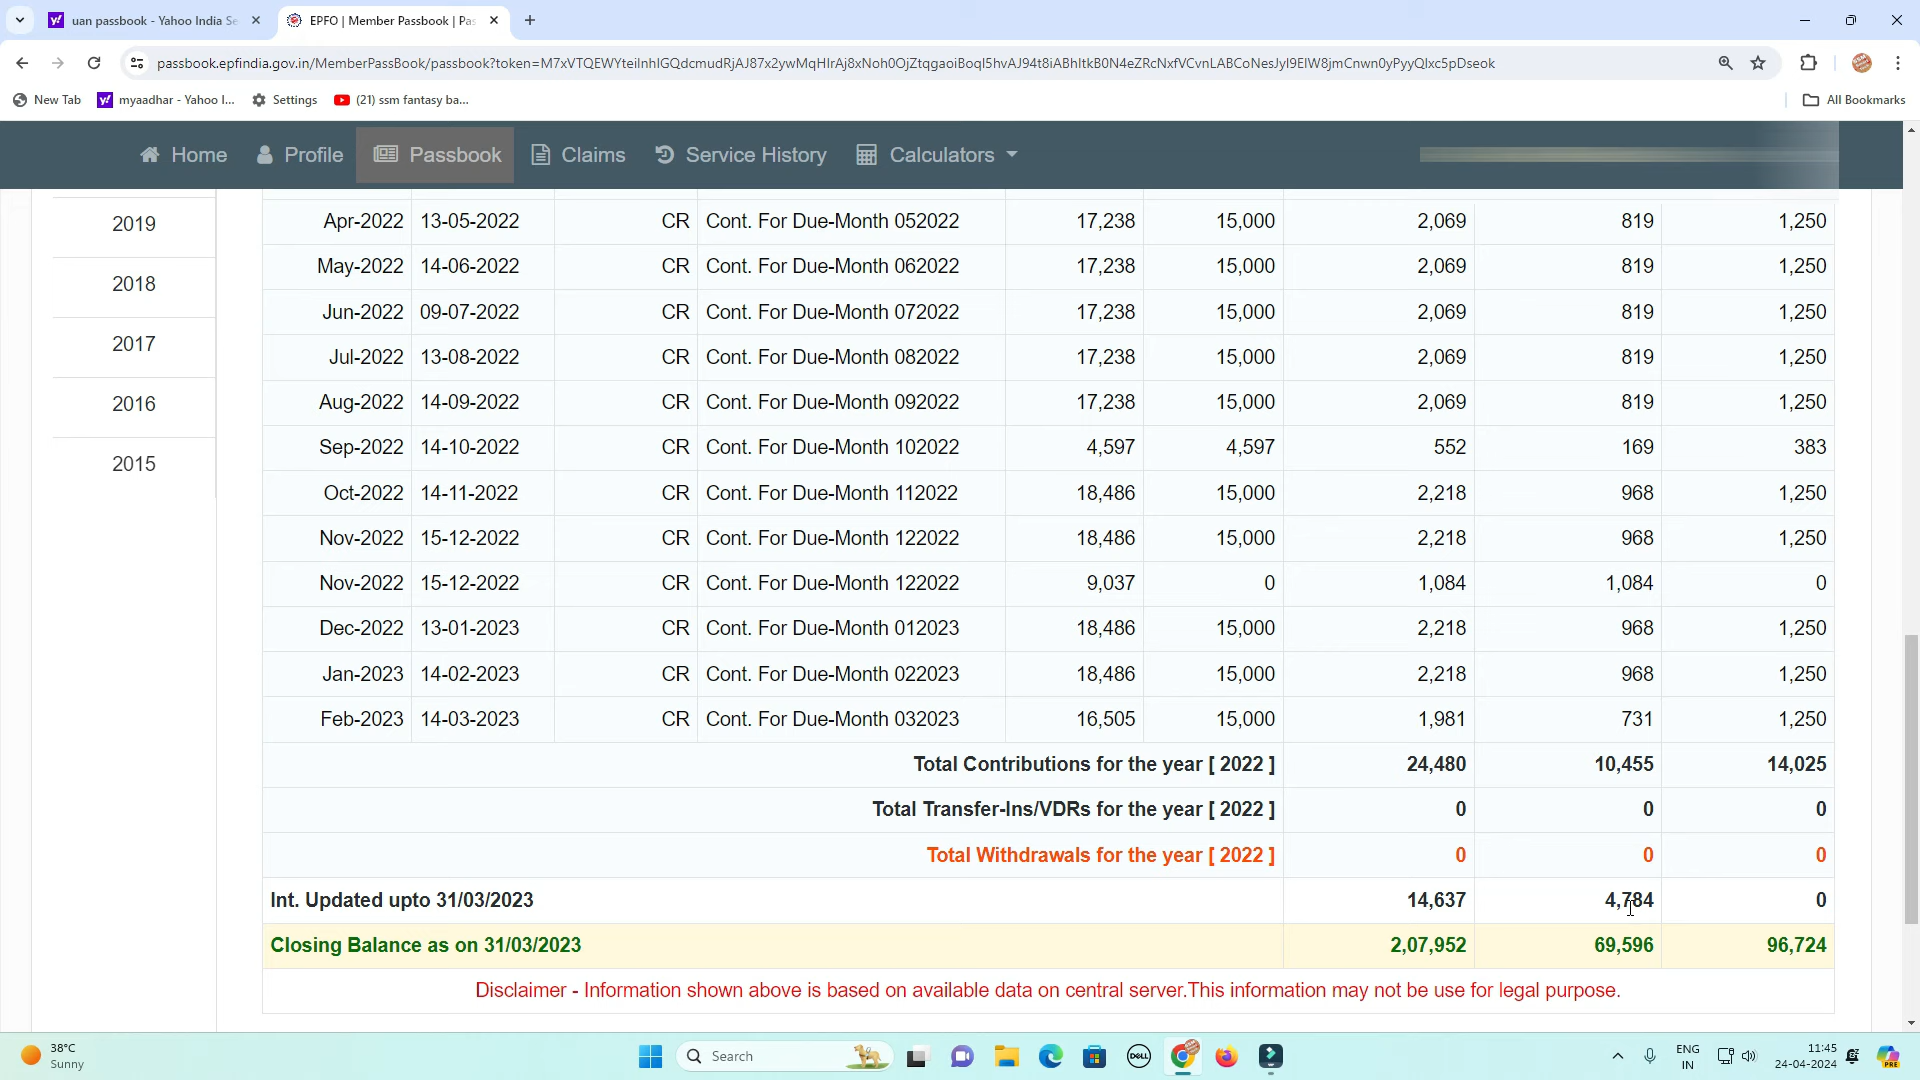 uan passbook - Yahoo India Se
EPFO | Member Passbook | Pas
passbook.epfindia.gov.in/MemberPassBook/passbook?token=M7xVTQEWYteiInhIGQdcmudRjAJ87x2ywMqHIrAj8xNoh0OjZtqgaoiBoqI5hvAJ94t8iABhItkB0N4eZRcNxfVCvnLABCoNesJyI9EIW8jmCnwn0yPyyQlxc5pDseok
New Tab myaadhar - Yahoo I... Settings (21) ssm fantasy ba... All Bookmarks
Home Profile Passbook Claims Service History Calculators
2019
2018
2017
2016
2015
Apr-2022 13-05-2022 CR Cont. For Due-Month 052022 17,238 15,000 2,069 819 1,250
May-2022 14-06-2022 CR Cont. For Due-Month 062022 17,238 15,000 2,069 819 1,250
Jun-2022 09-07-2022 CR Cont. For Due-Month 072022 17,238 15,000 2,069 819 1,250
Jul-2022 13-08-2022 CR Cont. For Due-Month 082022 17,238 15,000 2,069 819 1,250
Aug-2022 14-09-2022 CR Cont. For Due-Month 092022 17,238 15,000 2,069 819 1,250
Sep-2022 14-10-2022 CR Cont. For Due-Month 102022 4,597 4,597 552 169 383
Oct-2022 14-11-2022 CR Cont. For Due-Month 112022 18,486 15,000 2,218 968 1,250
Nov-2022 15-12-2022 CR Cont. For Due-Month 122022 18,486 15,000 2,218 968 1,250
Nov-2022 15-12-2022 CR Cont. For Due-Month 122022 9,037 0 1,084 1,084 0
Dec-2022 13-01-2023 CR Cont. For Due-Month 012023 18,486 15,000 2,218 968 1,250
Jan-2023 14-02-2023 CR Cont. For Due-Month 022023 18,486 15,000 2,218 968 1,250
Feb-2023 14-03-2023 CR Cont. For Due-Month 032023 16,505 15,000 1,981 731 1,250
Total Contributions for the year [ 2022 ] 24,480 10,455 14,025
Total Transfer-Ins/VDRs for the year [ 2022 ] 0 0 0
Total Withdrawals for the year [ 2022 ] 0 0 0
Int. Updated upto 31/03/2023 14,637 4,784 0
Closing Balance as on 31/03/2023 2,07,952 69,596 96,724
Disclaimer - Information shown above is based on available data on central server.This information may not be use for legal purpose.
38°C
Sunny
Search
DELL
PRE
ENG
IN
11:45
24-04-2024